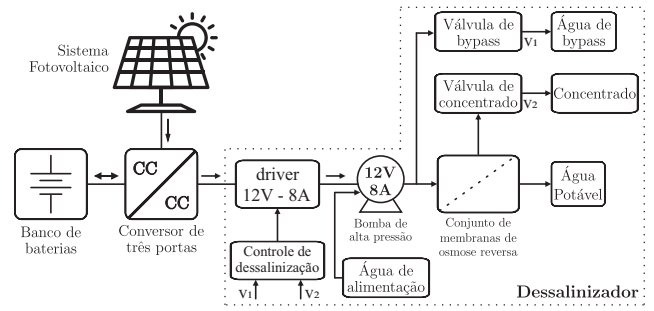 Sistema
Fotovoltaico
Válvula de
bypass
V1
Água de
bypass
Válvula de
concentrado
V2
Concentrado
CC
CC
driver
12V - 8A
12V
8A
Água
Potável
Banco de
baterias
Conversor de
três portas
Bomba de
alta pressão
Conjunto de
membranas de
osmose reversa
Controle de
dessalinização
V1
V2
Água de
alimentação
Dessalinizador